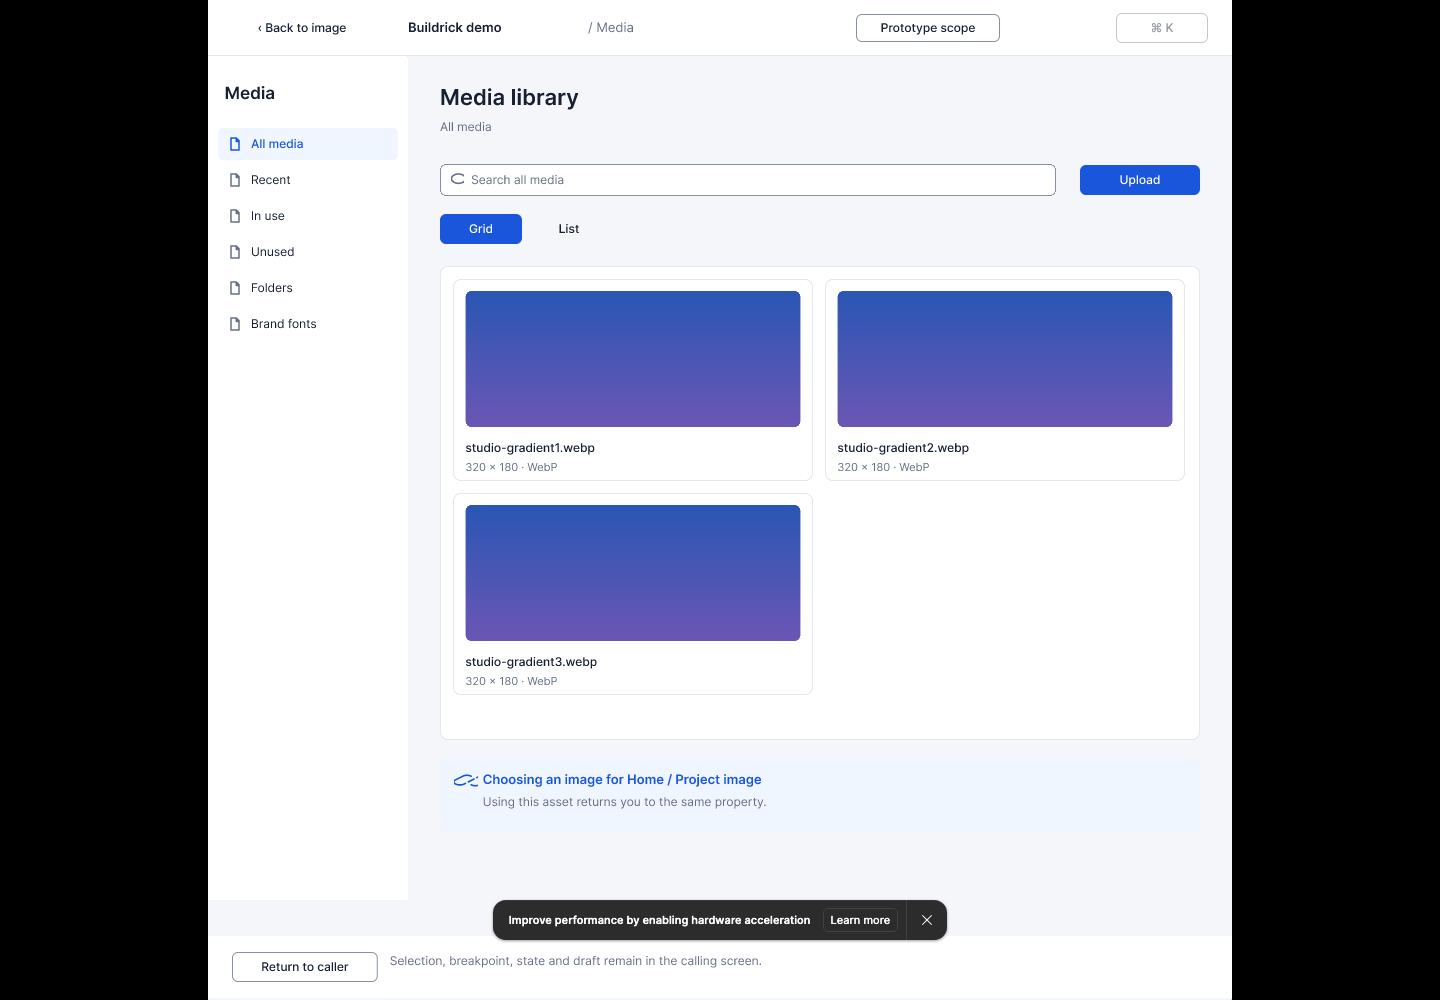 ‹ Back to image
Buildrick demo
/ Media
Prototype scope
⌘ K
Media
All media
Recent
In use
Unused
Folders
Brand fonts
Media library
All media
Search all media
Upload
Grid
List
studio-gradient1.webp
320 × 180 · WebP
studio-gradient2.webp
320 × 180 · WebP
studio-gradient3.webp
320 × 180 · WebP
Choosing an image for Home / Project image
Using this asset returns you to the same property.
Improve performance by enabling hardware acceleration
Learn more
Return to caller
Selection, breakpoint, state and draft remain in the calling screen.